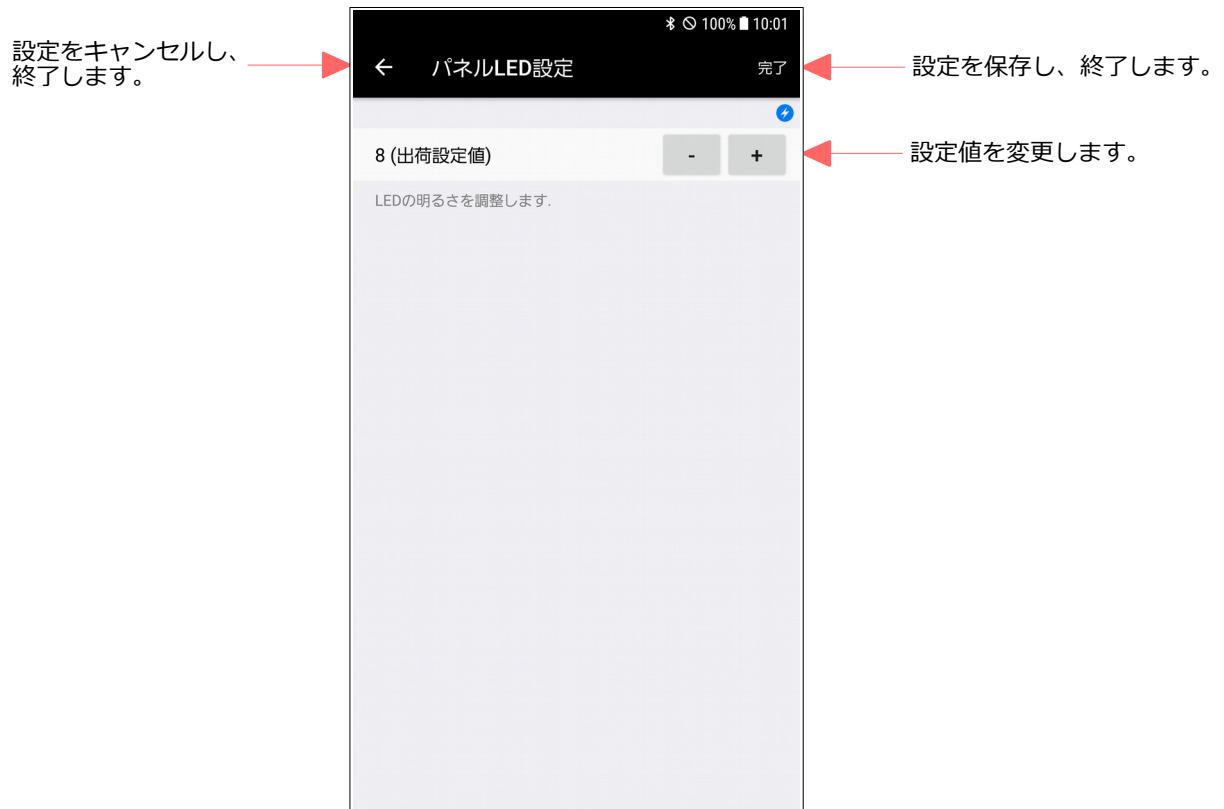 100% 10:01
設定をキャンセルし、
終了します。
パネルLED設定
完了
設定を保存し、終了します。
8 (出荷設定値)
-
+
設定値を変更します。
LEDの明るさを調整します.